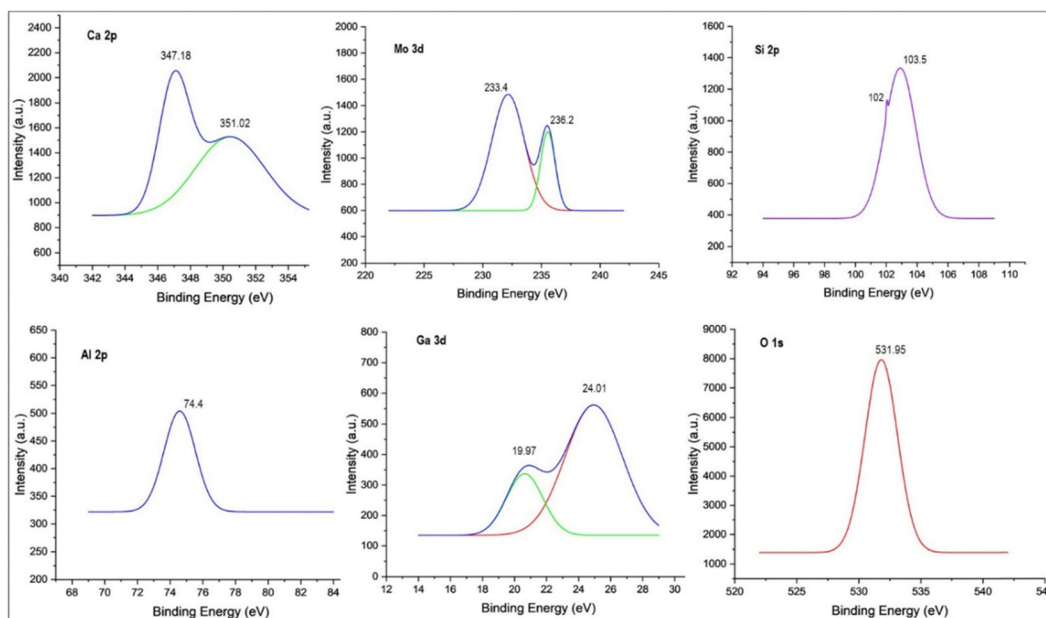 Ca 2p
347.18
351.02
Intensity (a.u.)
2400
2200
2000
1800
1600
1400
1200
1000
800
600
340 342 344 346 348 350 352 354
Binding Energy (eV)
Mo 3d
233.4
236.2
Intensity (a.u.)
2000
1800
1600
1400
1200
1000
800
600
400
200
220 225 230 235 240 245
Binding Energy (eV)
Si 2p
103.5
102
Intensity (a.u.)
1600
1400
1200
1000
800
600
400
200
92 94 96 98 100 102 104 106 108 110
Binding Energy (eV)
Al 2p
74.4
Intensity (a.u.)
650
600
550
500
450
400
350
300
250
200
68 70 72 74 76 78 80 82 84
Binding Energy (eV)
Ga 3d
24.01
19.97
Intensity (a.u.)
800
700
600
500
400
300
200
100
0
12 14 16 18 20 22 24 26 28 30
Binding Energy (eV)
O 1s
531.95
Intensity (a.u.)
9000
8000
7000
6000
5000
4000
3000
2000
1000
520 525 530 535 540
Binding Energy (eV)